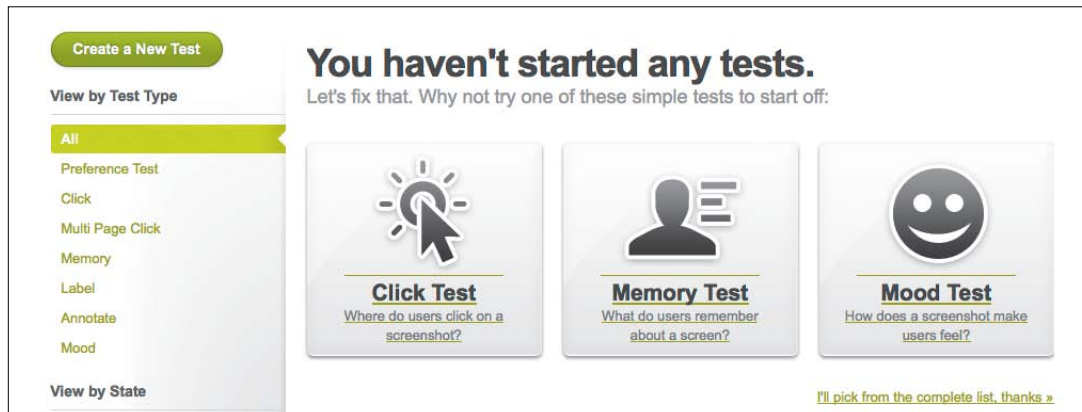 Create a New Test
View by Test Type
All
Preference Test
Click
Multi Page Click
Memory
Label
Annotate
Mood
View by State
You haven't started any tests.
Let's fix that. Why not try one of these simple tests to start off:
Click Test
Where do users click on a
screenshot?
Memory Test
What do users remember
about a screen?
Mood Test
How does a screenshot make
users feel?
I'll pick from the complete list, thanks »